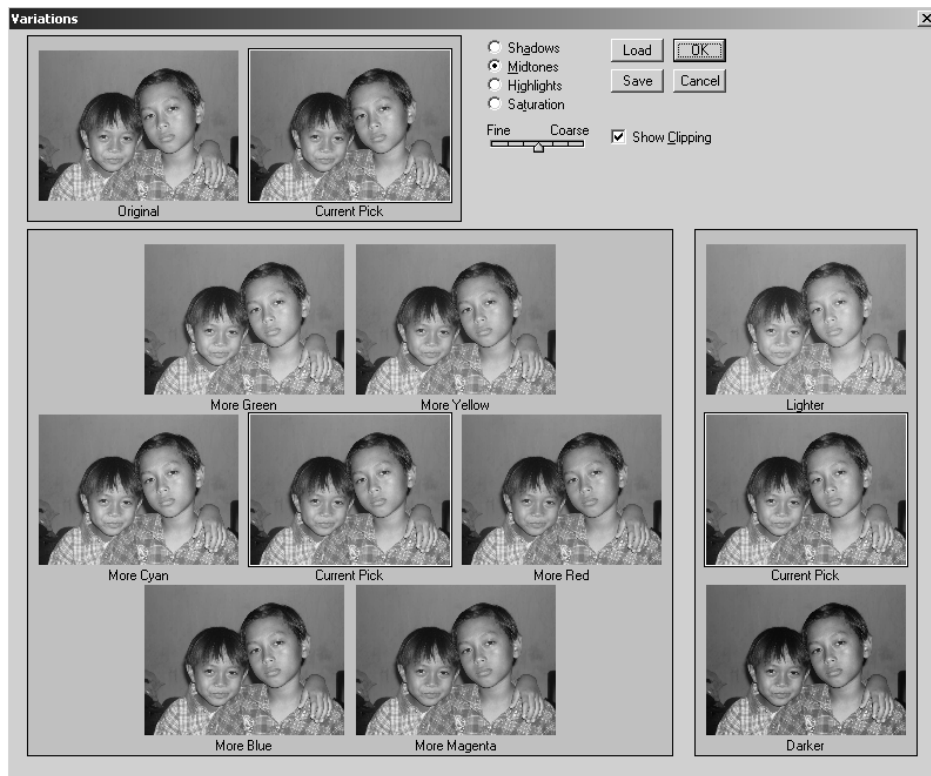 Variations
Shadows
Midtones
Highlights
Saturation
Load
OK
Save
Cancel
Fine Coarse
Show Clipping
Original
Current Pick
More Green
More Yellow
Lighter
More Cyan
Current Pick
More Red
Current Pick
More Blue
More Magenta
Darker